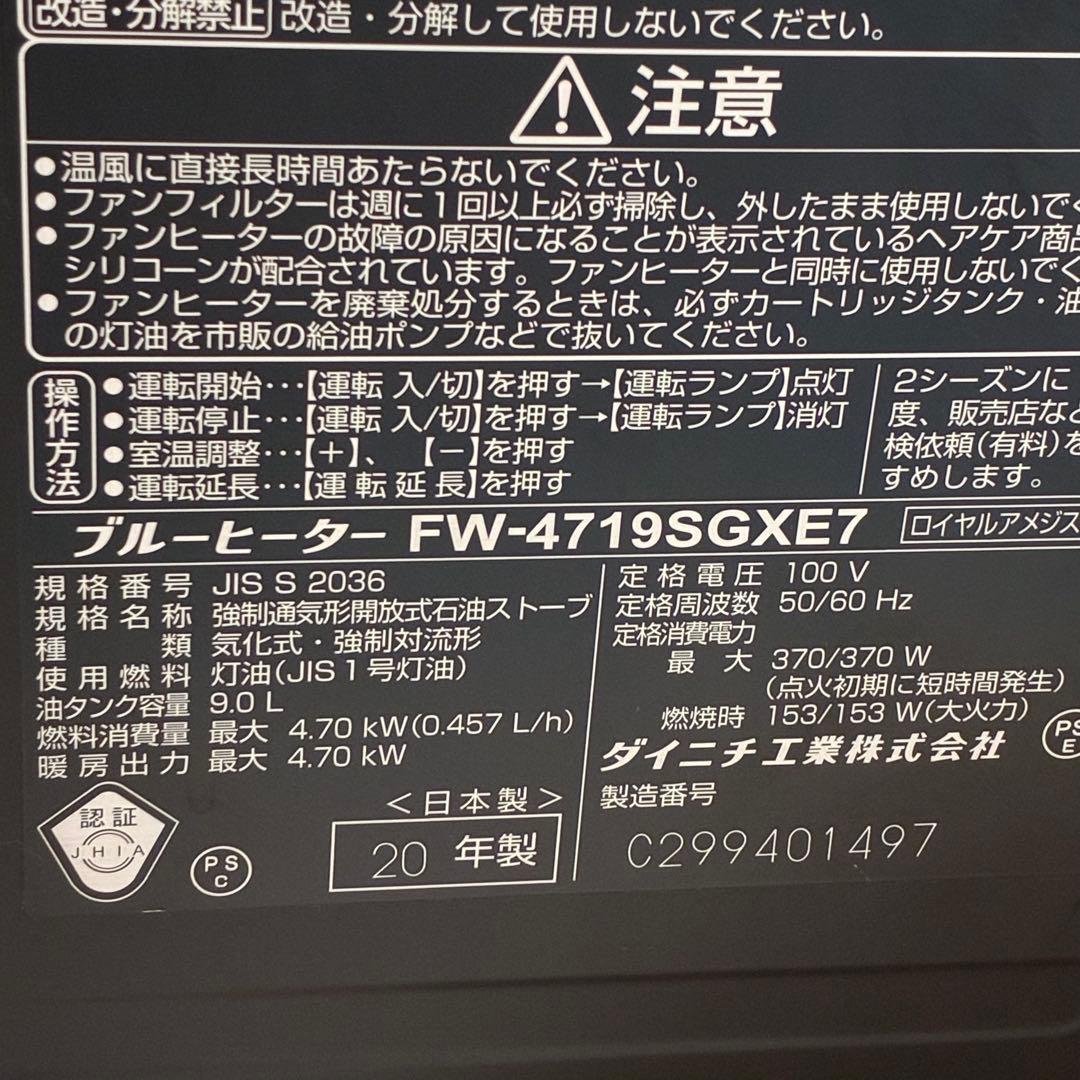 改造・分解禁止 改造・分解して使用しないでください。
注意
●温風に直接長時間あたらないでください。
●ファンフィルターは週に1回以上必ず掃除し、外したまま使用しないで
●ファンヒーターの故障の原因になることが表示されているヘアケア商品
シリコーンが配合されています。ファンヒーターと同時に使用しないで
●ファンヒーターを廃棄処分するときは、必ずカートリッジタンク・油
の灯油を市販の給油ポンプなどで抜いてください。
操作方法
●運転開始･･･【運転 入/切】を押す→【運転ランプ】点灯
●運転停止･･･【運転 入/切】を押す→【運転ランプ】消灯
●室温調整･･･【＋】、【－】を押す
●運転延長･･･【運転延長】を押す
2シーズンに
度、販売店など
検依頼(有料)を
すめします。
ブルーヒーター FW-4719SGXE7 ロイヤルアメジス
規格番号 JIS S 2036
規格名称 強制通気形開放式石油ストーブ
種類 気化式・強制対流形
使用燃料 灯油(JIS1号灯油)
油タンク容量 9.0 L
燃料消費量 最大 4.70 kW(0.457 L/h)
暖房出力 最大 4.70 kW
定格電圧 100 V
定格周波数 50/60 Hz
定格消費電力
最大 370/370 W
(点火初期に短時間発生)
燃焼時 153/153 W(大火力)
ダイニチ工業株式会社
PS
E
認証
JHIA
PS
C
＜日本製＞
20 年製
製造番号
C299401497